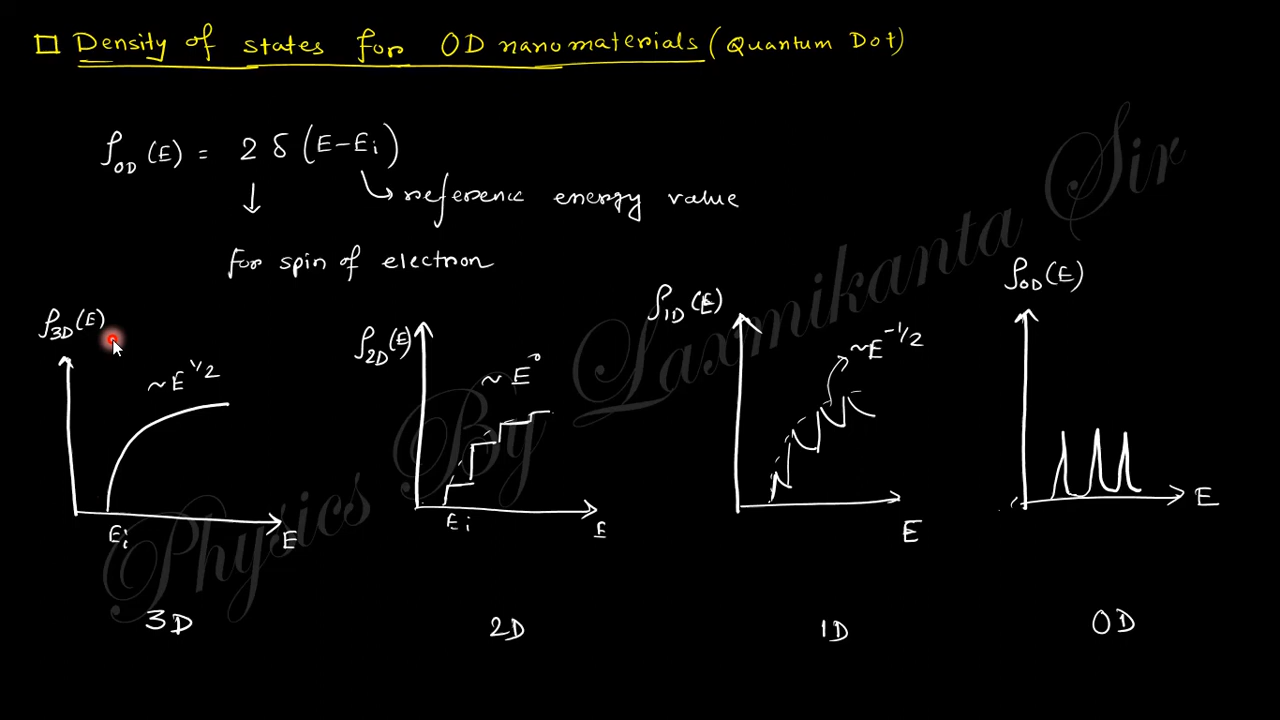 Density of states for 0D nanomaterials (Quantum Dot)
ρ0D (E) = 2 δ (E-Ei)
reference energy value
For spin of electron
ρ3D (E)
~ E^1/2
Ei
E
3D
ρ2D (E)
~ E^0
Ei
E
2D
ρ1D (E)
~ E^-1/2
E
1D
ρ0D (E)
E
0D
Physics By Laxmikanta Sir